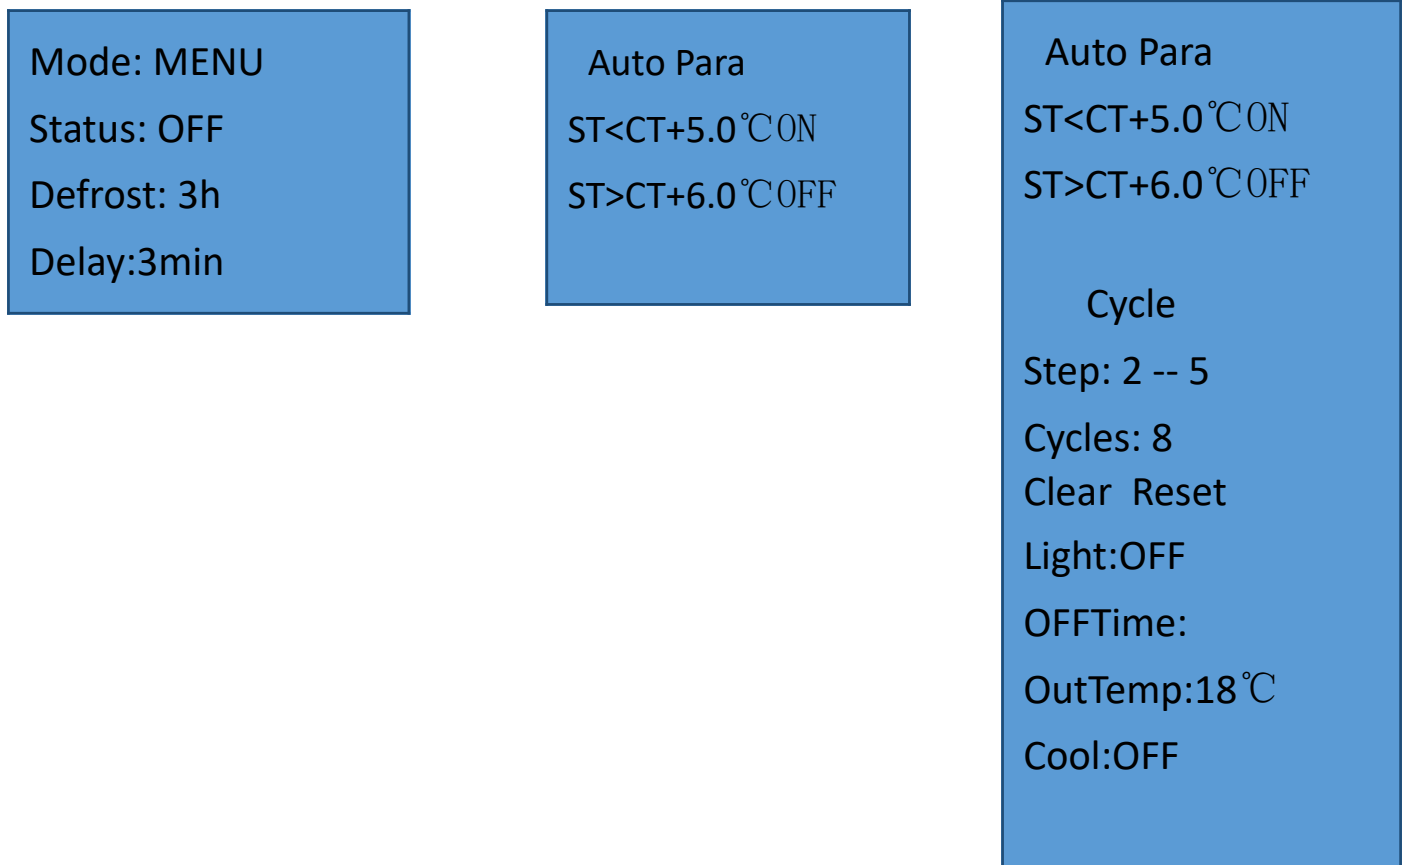 Mode: MENU
Status: OFF
Defrost: 3h
Delay:3min
Auto Para
ST<CT+5.0℃ON
ST>CT+6.0℃OFF
Auto Para
ST<CT+5.0℃ON
ST>CT+6.0℃OFF
Cycle
Step: 2 -- 5
Cycles: 8
Clear  Reset
Light:OFF
OFFTime:
OutTemp:18℃
Cool:OFF